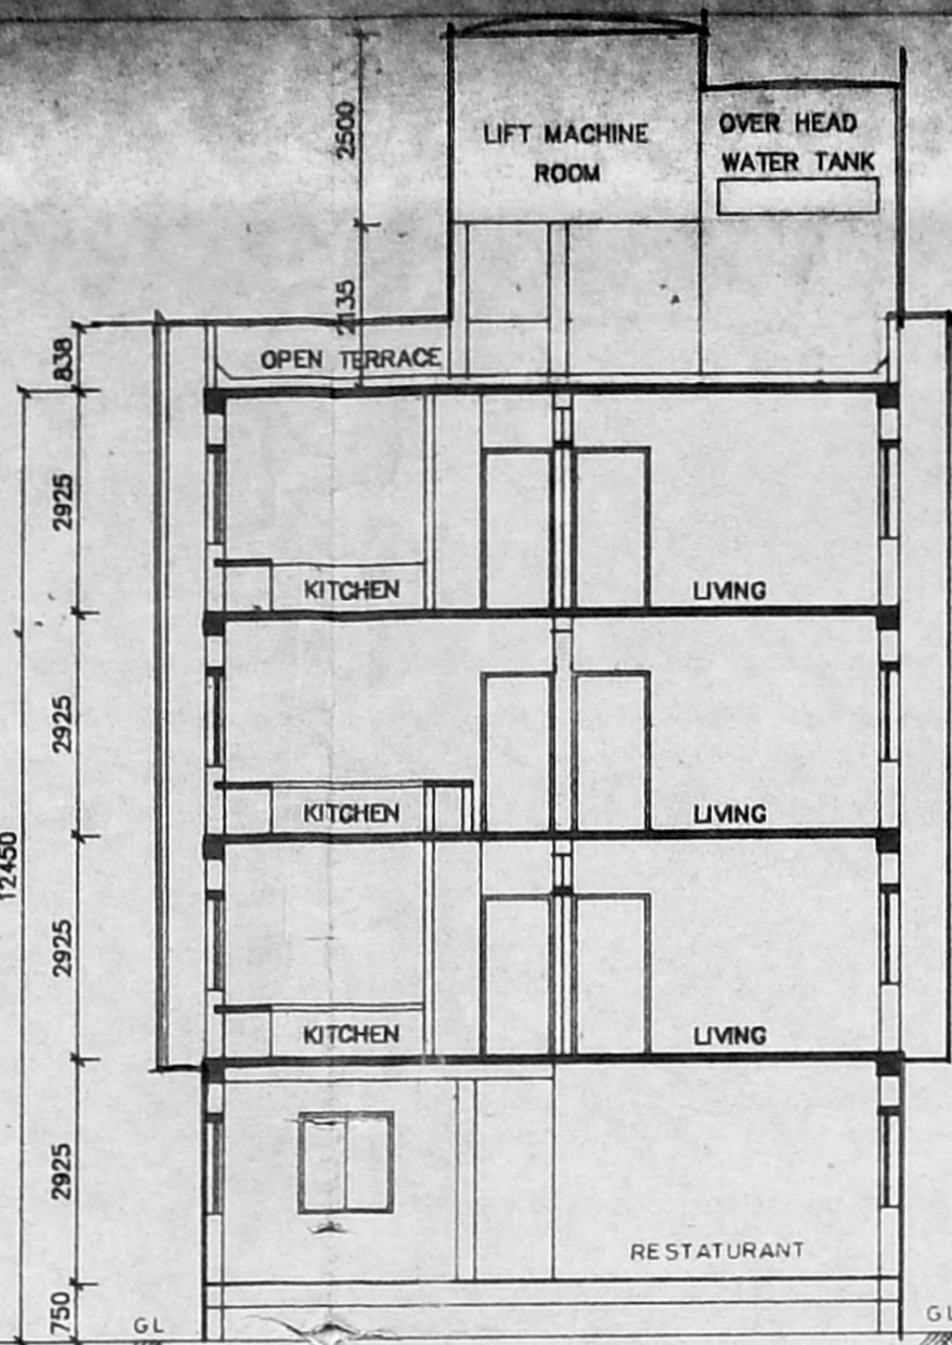 2500
LIFT MACHINE
ROOM
OVER HEAD
WATER TANK
2135
838
OPEN TERRACE
2925
KITCHEN
LIVING
2925
KITCHEN
LIVING
12450
2925
KITCHEN
LIVING
2925
RESTATURANT
750
GL
GL